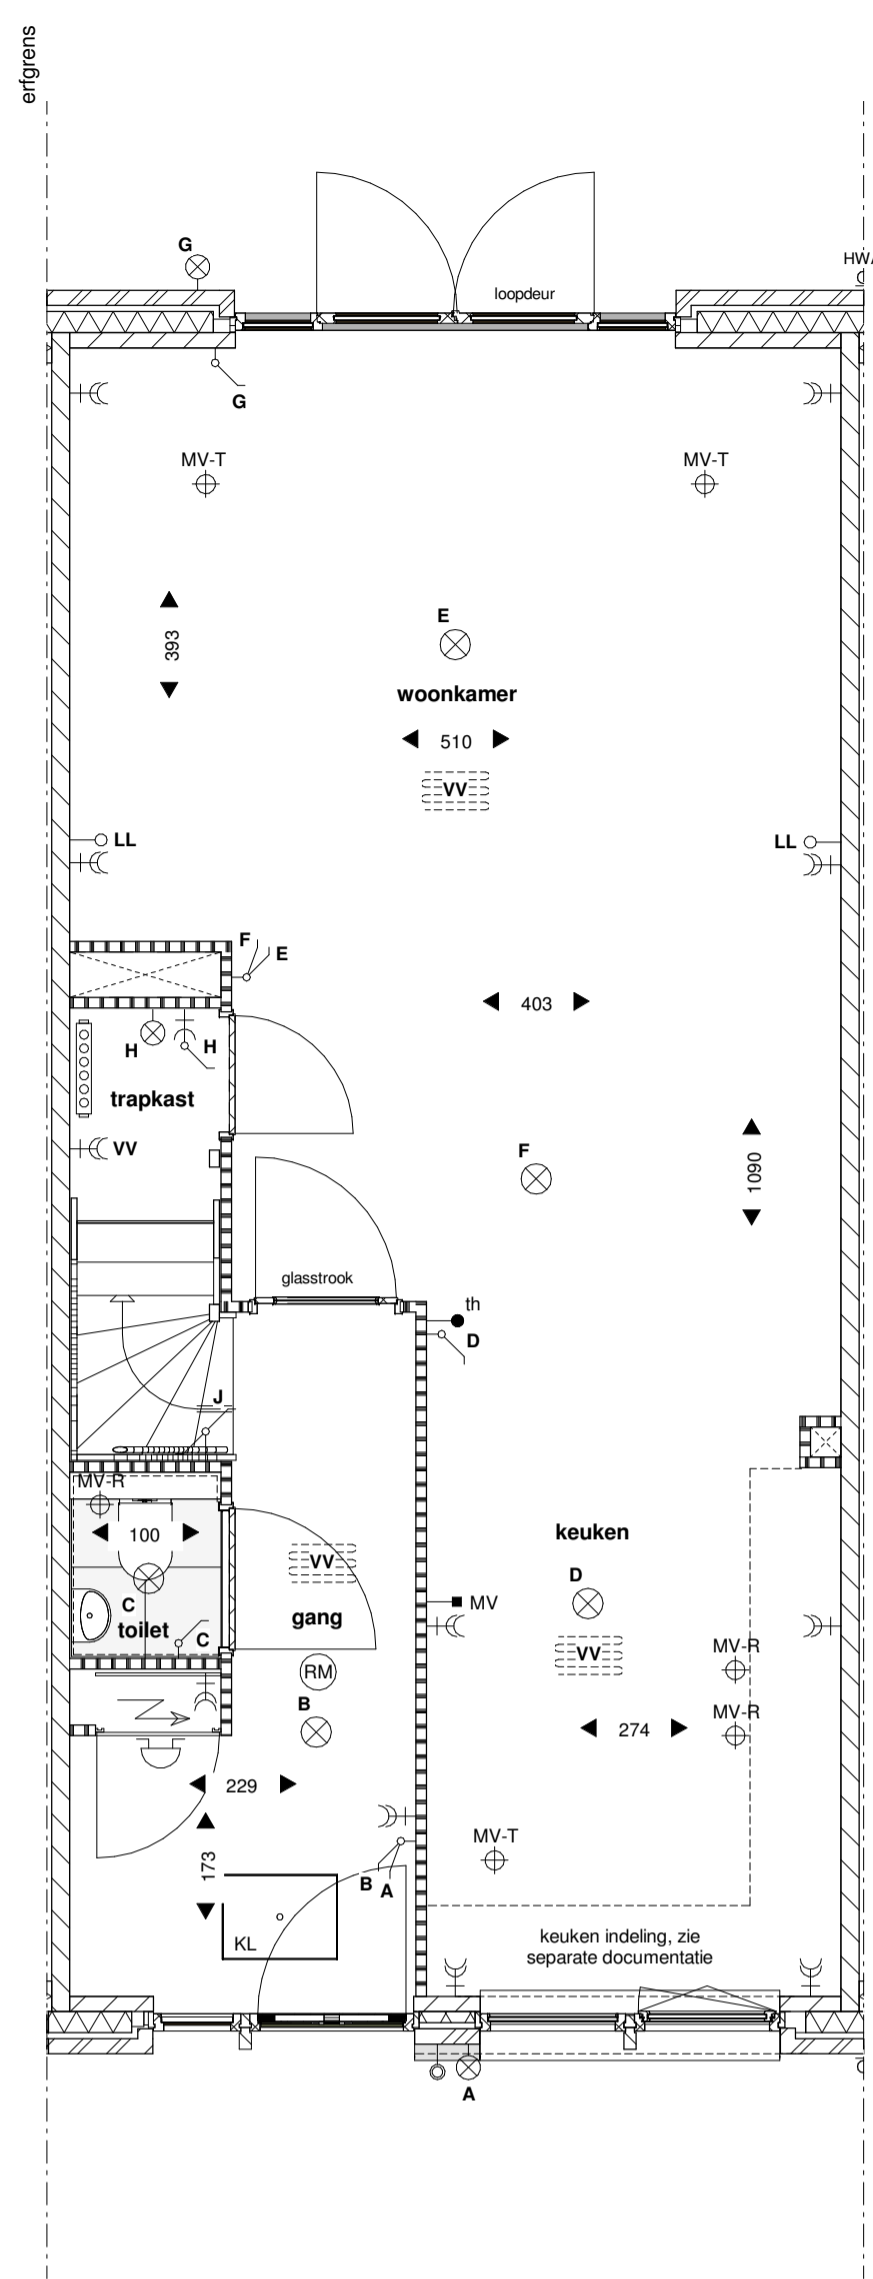 erfgrens
G
HWA
loopdeur
G
MV-T
MV-T
E
393
woonkamer
510
VV
LL
LL
F
E
403
H
H
trapkast
VV
F
1090
glasstrook
th
D
J
MV-R
100
keuken
VV
D
C
MV
gang
toilet
C
VV
MV-R
RM
B
MV-R
274
229
MV-T
173
B
A
KL
keuken indeling, zie
separate documentatie
A